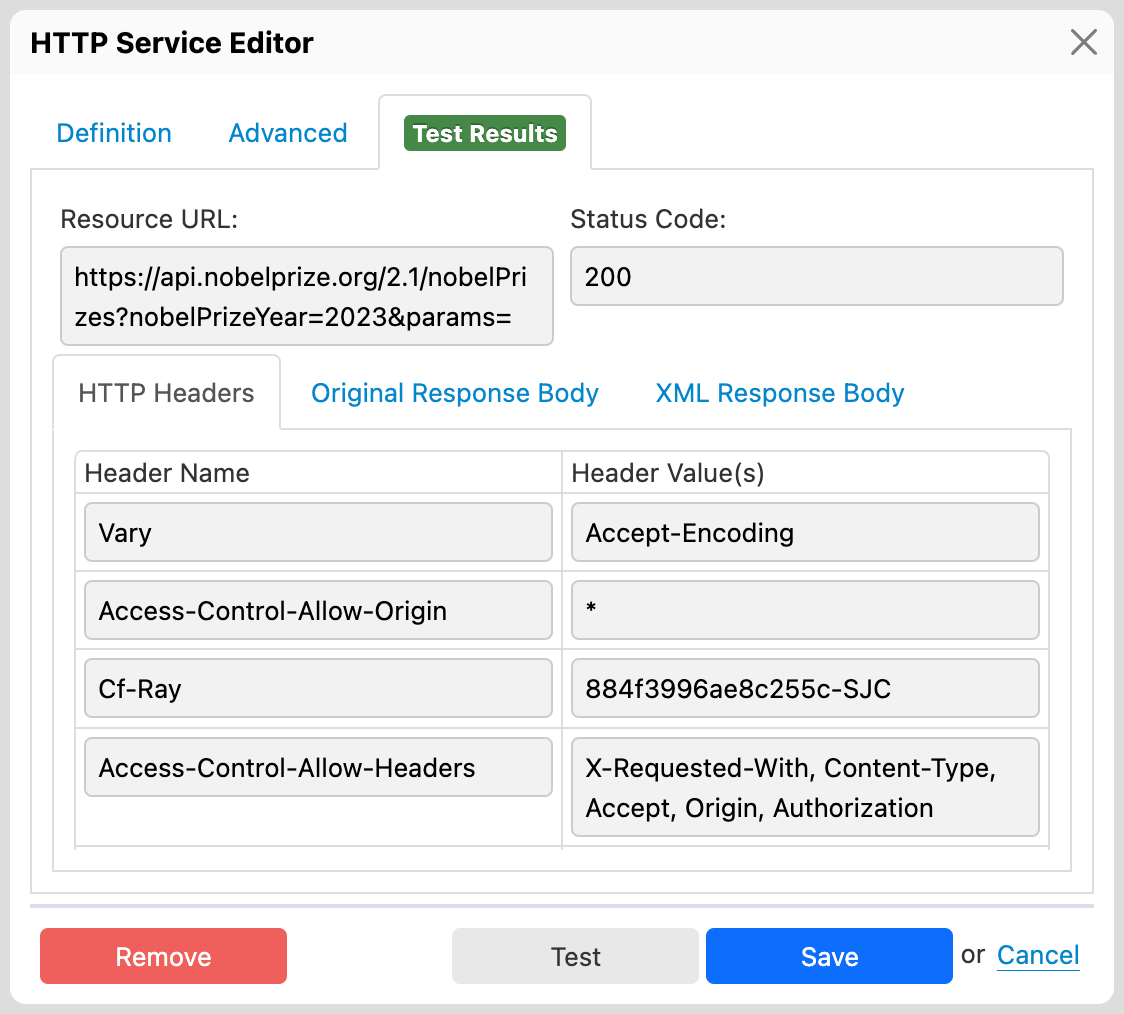 HTTP Service Editor
Definition
Advanced
Test Results
Resource URL:
Status Code:
https://api.nobelprize.org/2.1/nobelPri
zes?nobelPrizeYear=2023&params=
200
HTTP Headers
Original Response Body
XML Response Body
Header Name
Header Value(s)
Vary
Accept-Encoding
Access-Control-Allow-Origin
*
Cf-Ray
884f3996ae8c255c-SJC
Access-Control-Allow-Headers
X-Requested-With, Content-Type,
Accept, Origin, Authorization
Remove
Test
Save
or Cancel